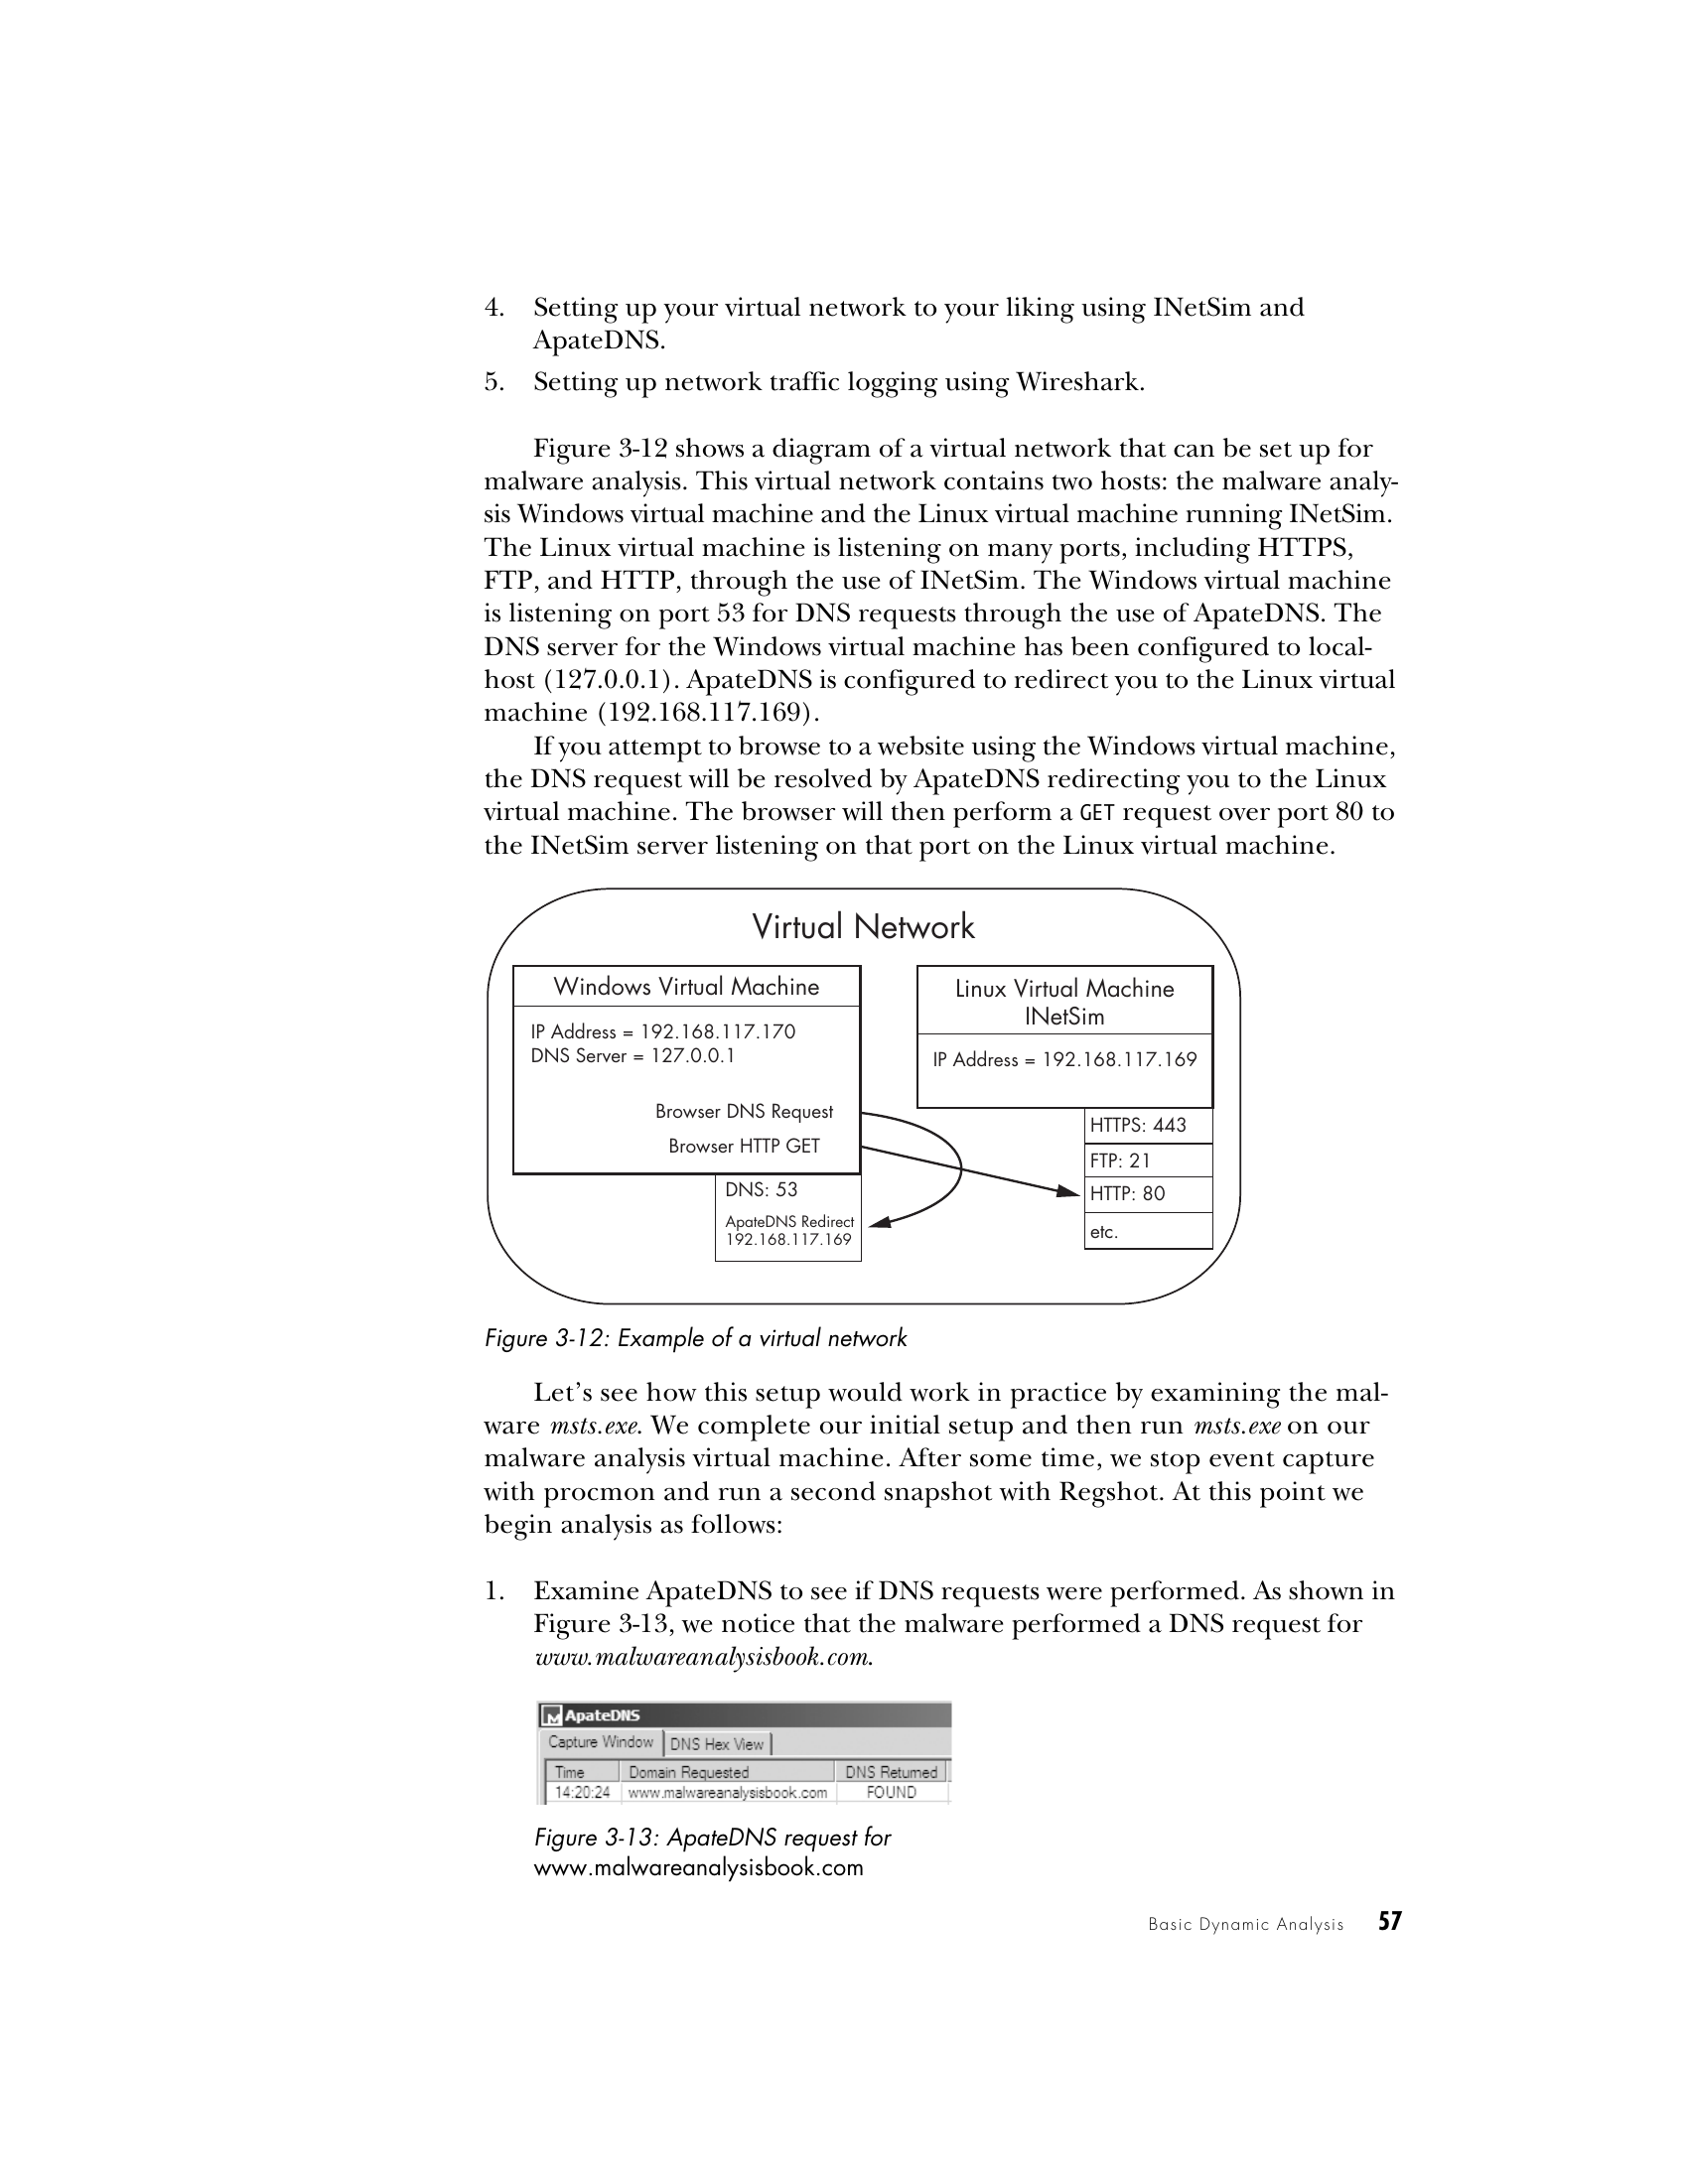 4. Setting up your virtual network to your liking using INetSim and
ApateDNS.
5. Setting up network traffic logging using Wireshark.
Figure 3-12 shows a diagram of a virtual network that can be set up for
malware analysis. This virtual network contains two hosts: the malware analy-
sis Windows virtual machine and the Linux virtual machine running INetSim.
The Linux virtual machine is listening on many ports, including HTTPS,
FTP, and HTTP, through the use of INetSim. The Windows virtual machine
is listening on port 53 for DNS requests through the use of ApateDNS. The
DNS server for the Windows virtual machine has been configured to local-
host (127.0.0.1). ApateDNS is configured to redirect you to the Linux virtual
machine (192.168.117.169).
If you attempt to browse to a website using the Windows virtual machine,
the DNS request will be resolved by ApateDNS redirecting you to the Linux
virtual machine. The browser will then perform a GET request over port 80 to
the INetSim server listening on that port on the Linux virtual machine.
Virtual Network
Windows Virtual Machine
IP Address = 192.168.117.170
DNS Server = 127.0.0.1
Browser DNS Request
Browser HTTP GET
DNS: 53
ApateDNS Redirect
192.168.117.169
Linux Virtual Machine
INetSim
IP Address = 192.168.117.169
HTTPS: 443
FTP: 21
HTTP: 80
etc.
Figure 3-12: Example of a virtual network
Let’s see how this setup would work in practice by examining the mal-
ware msts.exe. We complete our initial setup and then run msts.exe on our
malware analysis virtual machine. After some time, we stop event capture
with procmon and run a second snapshot with Regshot. At this point we
begin analysis as follows:
1. Examine ApateDNS to see if DNS requests were performed. As shown in
Figure 3-13, we notice that the malware performed a DNS request for
www.malwareanalysisbook.com.
ApateDNS
Capture Window DNS Hex View
Time Domain Requested DNS Returned
14:20:24 www.malwareanalysisbook.com FOUND
Figure 3-13: ApateDNS request for
www.malwareanalysisbook.com
Basic Dynamic Analysis 57